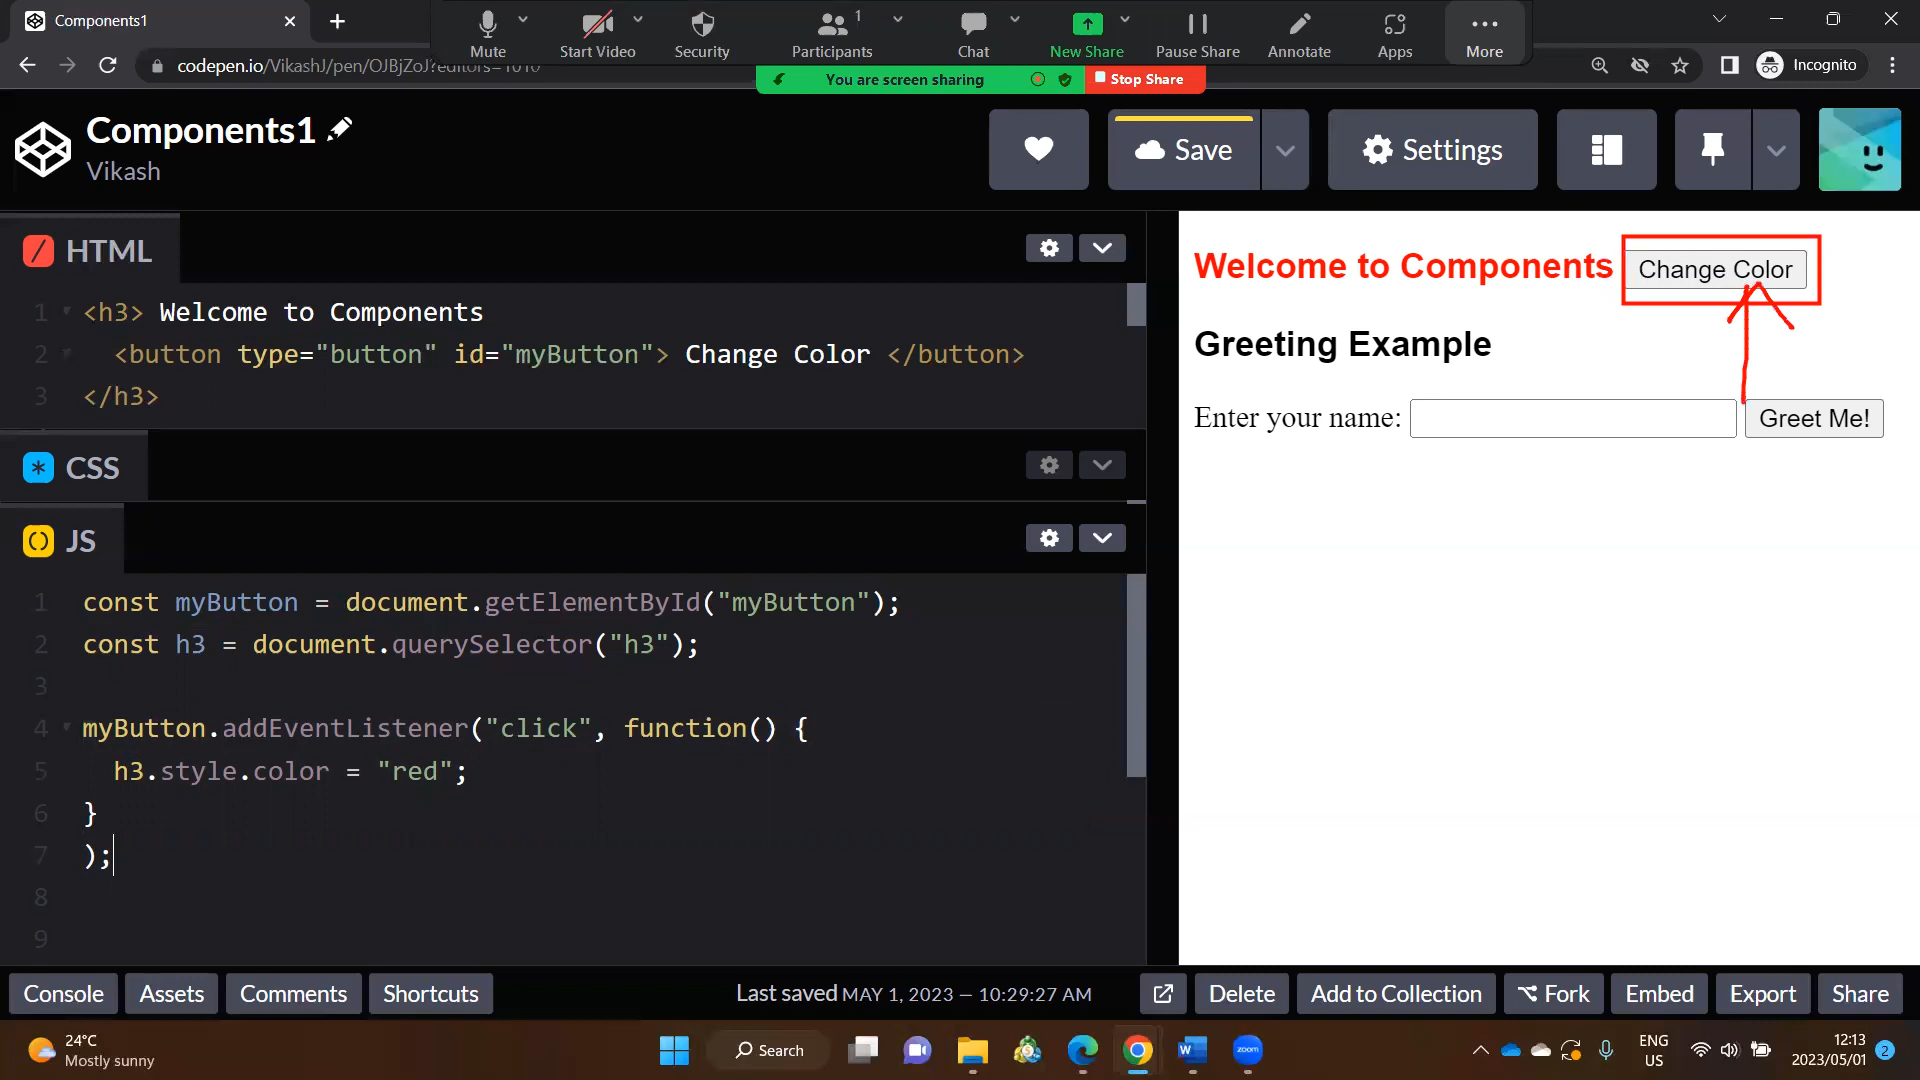 Components1
Mute
Start Video
Security
Participants
1
Chat
New Share
Pause Share
Annotate
Apps
More
codepen.io/VikashJ/pen/OJBjZoJ?editors=1010
You are screen sharing
Stop Share
Incognito
Components1
Vikash
Save
Settings
HTML
1 <h3> Welcome to Components
2 <button type="button" id="myButton"> Change Color </button>
3 </h3>
CSS
JS
1 const myButton = document.getElementById("myButton");
2 const h3 = document.querySelector("h3");
3
4 myButton.addEventListener("click", function() {
5 h3.style.color = "red";
6 }
7 );
8
9
Welcome to Components Change Color
Greeting Example
Enter your name: Greet Me!
Console
Assets
Comments
Shortcuts
Last saved MAY 1, 2023 — 10:29:27 AM
Delete
Add to Collection
Fork
Embed
Export
Share
24°C
Mostly sunny
Search
zoom
ENG
US
12:13
2023/05/01
2